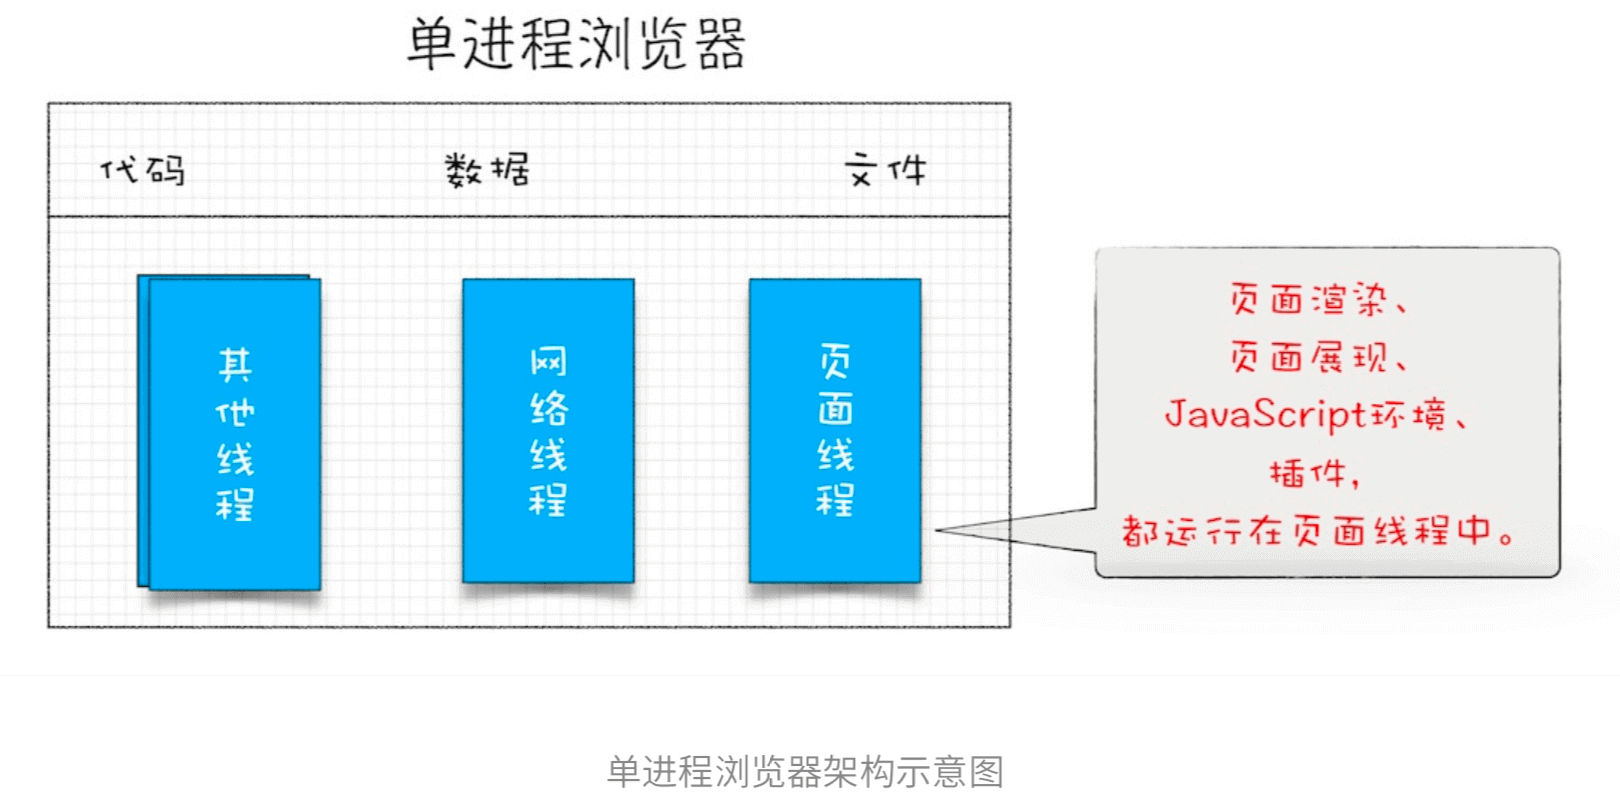 单进程浏览器
代码
数据
文件
其他线程
网络线程
页面线程
页面渲染、
页面展现、
JavaScript环境、
插件,
都运行在页面线程中。
单进程浏览器架构示意图